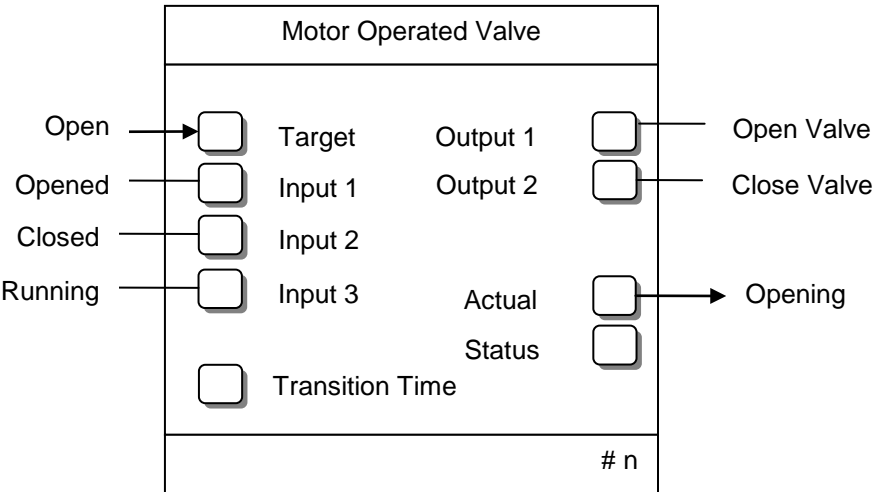 Motor Operated Valve
Open Target Output 1 Open Valve
Opened Input 1 Output 2 Close Valve
Closed Input 2
Running Input 3 Actual Opening
Status
Transition Time
# n